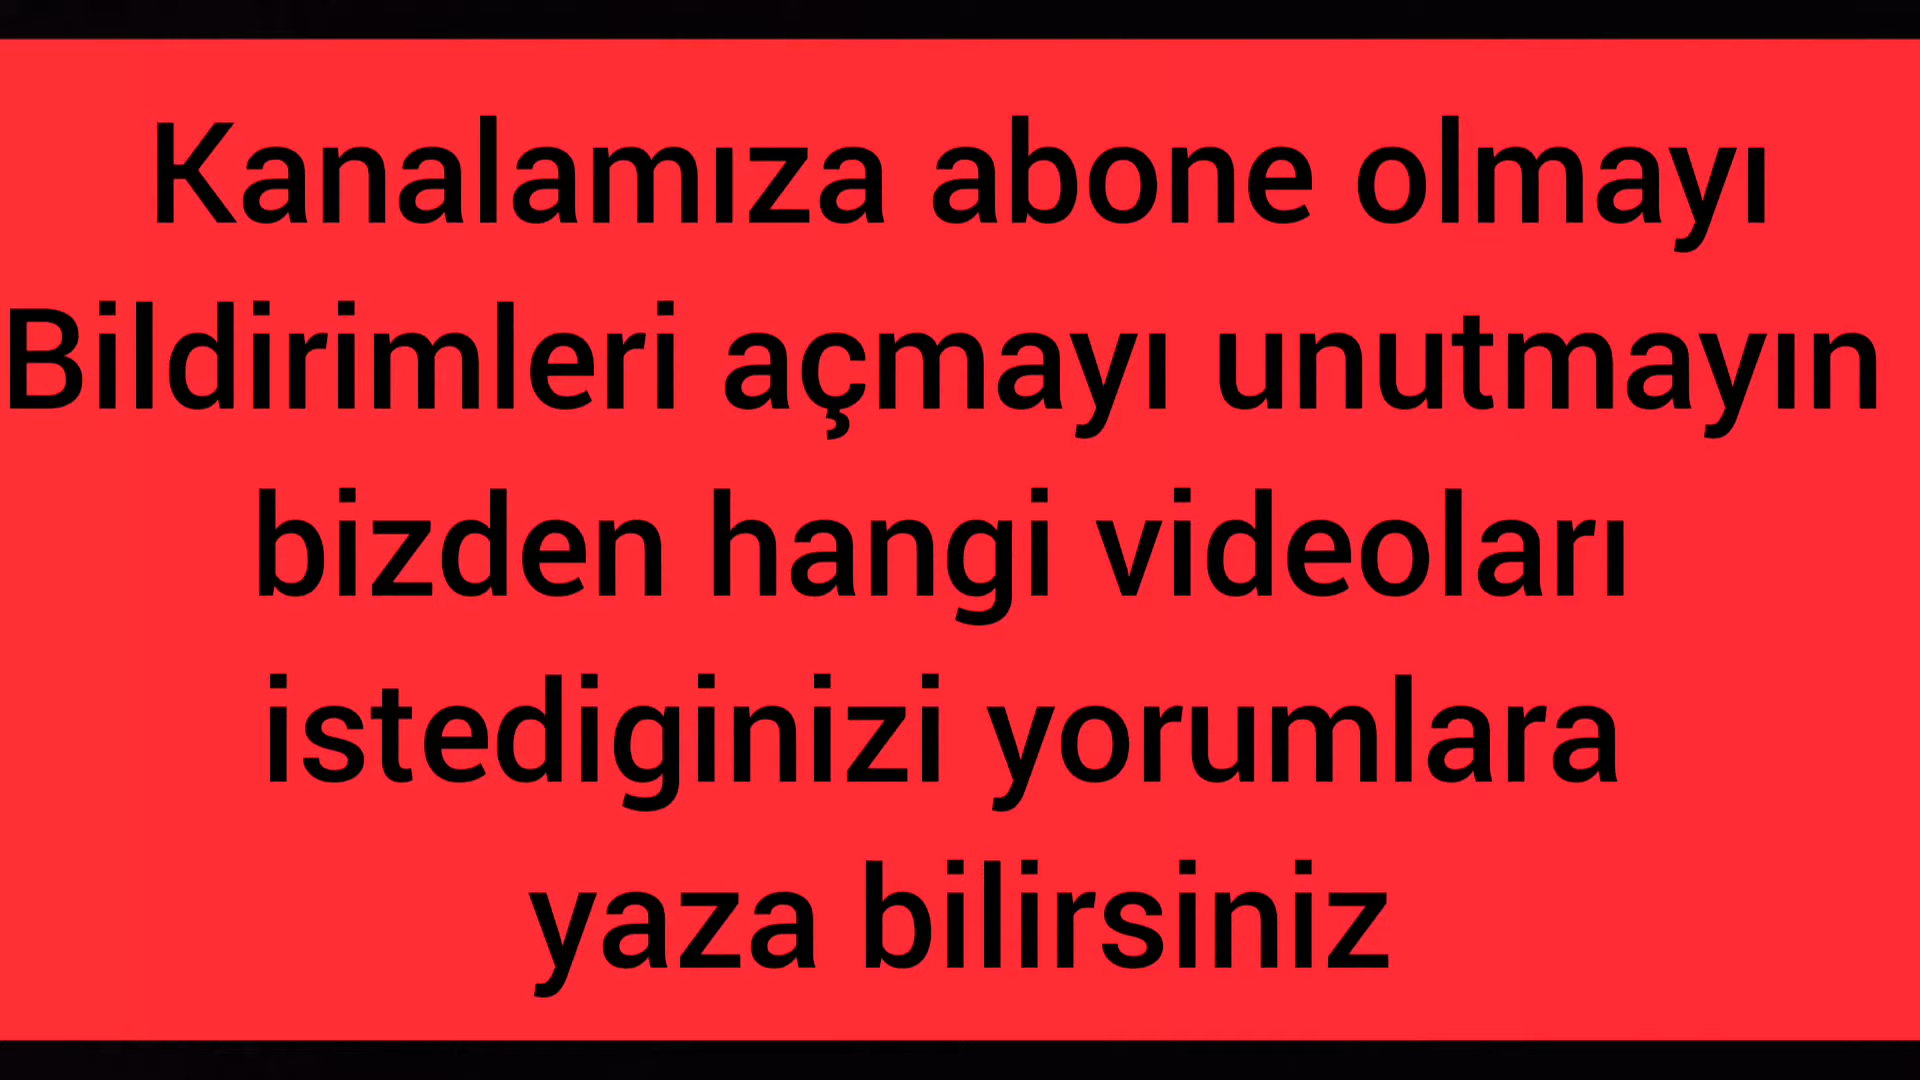 Kanalamıza abone olmayı
Bildirimleri açmayı unutmayın
bizden hangi videoları
istediginizi yorumlara
yaza bilirsiniz